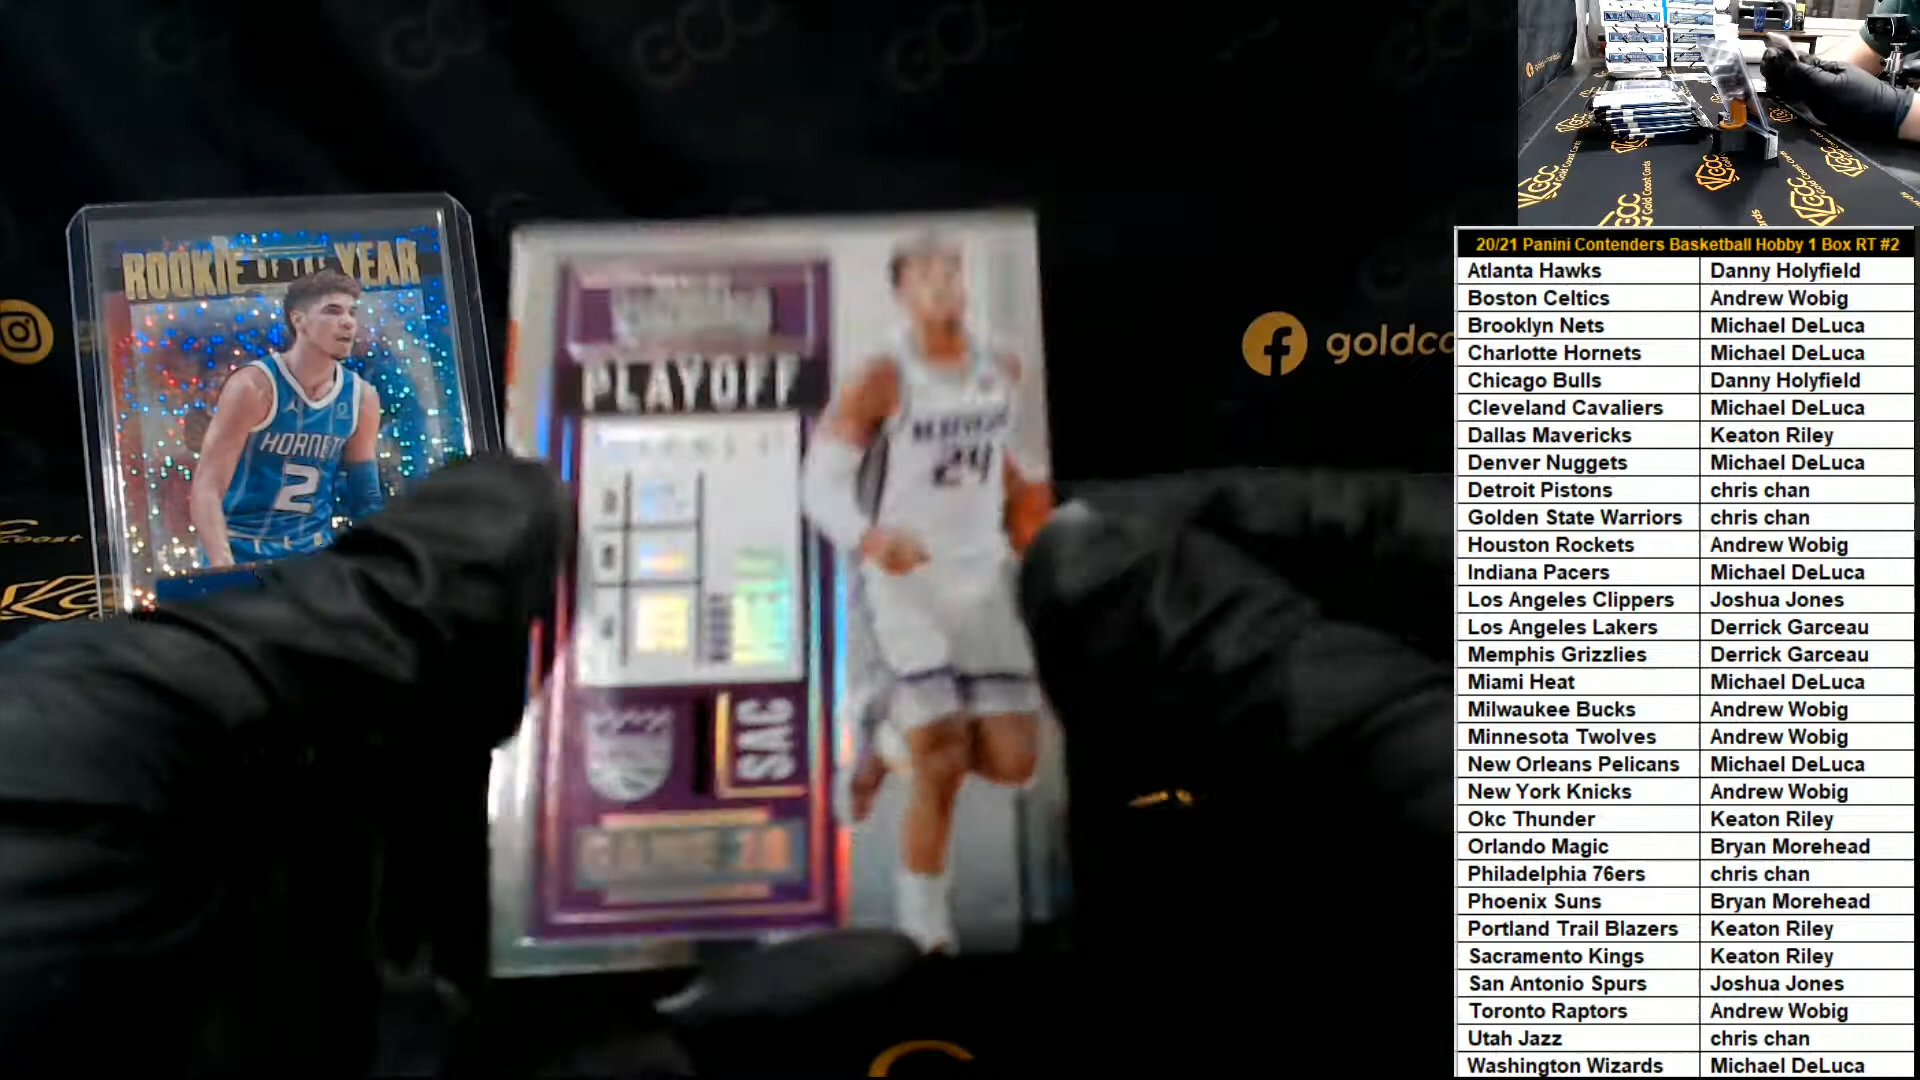 ROOKIE OF THE YEAR
HORNETS
2
PLAYOFF
24
SAC
goldco
GCC
Gold Coast Cards
20/21 Panini Contenders Basketball Hobby 1 Box RT #2
Atlanta Hawks Danny Holyfield
Boston Celtics Andrew Wobig
Brooklyn Nets Michael DeLuca
Charlotte Hornets Michael DeLuca
Chicago Bulls Danny Holyfield
Cleveland Cavaliers Michael DeLuca
Dallas Mavericks Keaton Riley
Denver Nuggets Michael DeLuca
Detroit Pistons chris chan
Golden State Warriors chris chan
Houston Rockets Andrew Wobig
Indiana Pacers Michael DeLuca
Los Angeles Clippers Joshua Jones
Los Angeles Lakers Derrick Garceau
Memphis Grizzlies Derrick Garceau
Miami Heat Michael DeLuca
Milwaukee Bucks Andrew Wobig
Minnesota Twolves Andrew Wobig
New Orleans Pelicans Michael DeLuca
New York Knicks Andrew Wobig
Okc Thunder Keaton Riley
Orlando Magic Bryan Morehead
Philadelphia 76ers chris chan
Phoenix Suns Bryan Morehead
Portland Trail Blazers Keaton Riley
Sacramento Kings Keaton Riley
San Antonio Spurs Joshua Jones
Toronto Raptors Andrew Wobig
Utah Jazz chris chan
Washington Wizards Michael DeLuca